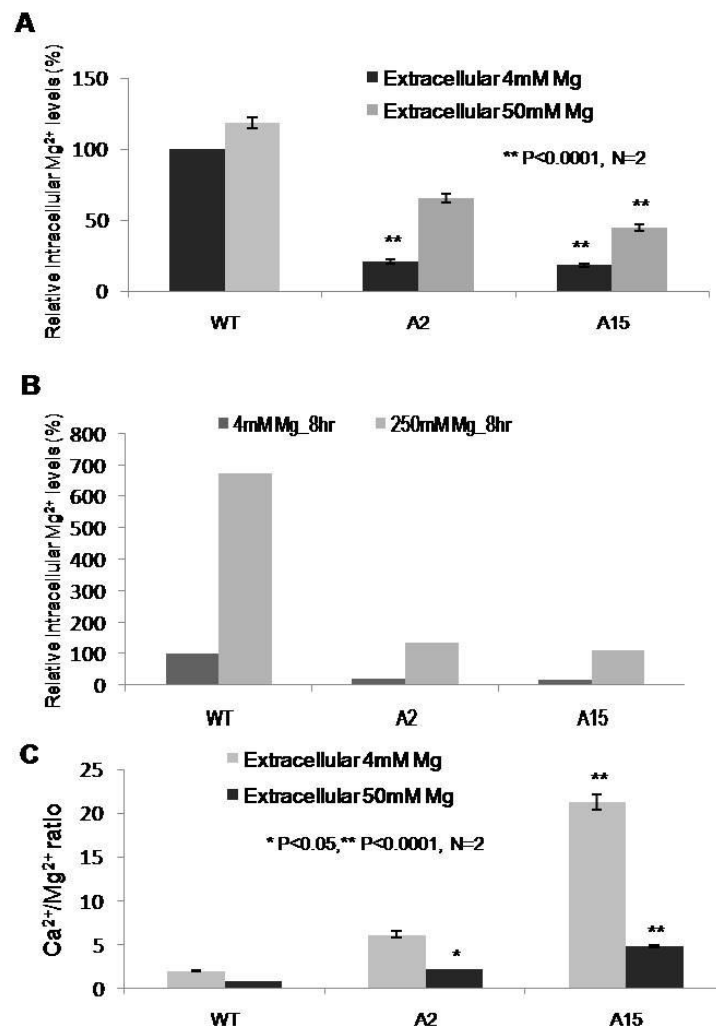 A
Relative Intracellular Mg²⁺ levels (%)
150
100
50
0
Extracellular 4mM Mg
Extracellular 50mM Mg
** P<0.0001, N=2
**
**
**
WT
A2
A15
B
Relative Intracellular Mg²⁺ levels (%)
4mM Mg_8hr
250mM Mg_8hr
800
700
600
500
400
300
200
100
0
WT
A2
A15
C
Ca²⁺/Mg²⁺ ratio
25
20
15
10
5
0
Extracellular 4mM Mg
Extracellular 50mM Mg
* P<0.05,** P<0.0001, N=2
*
**
**
WT
A2
A15